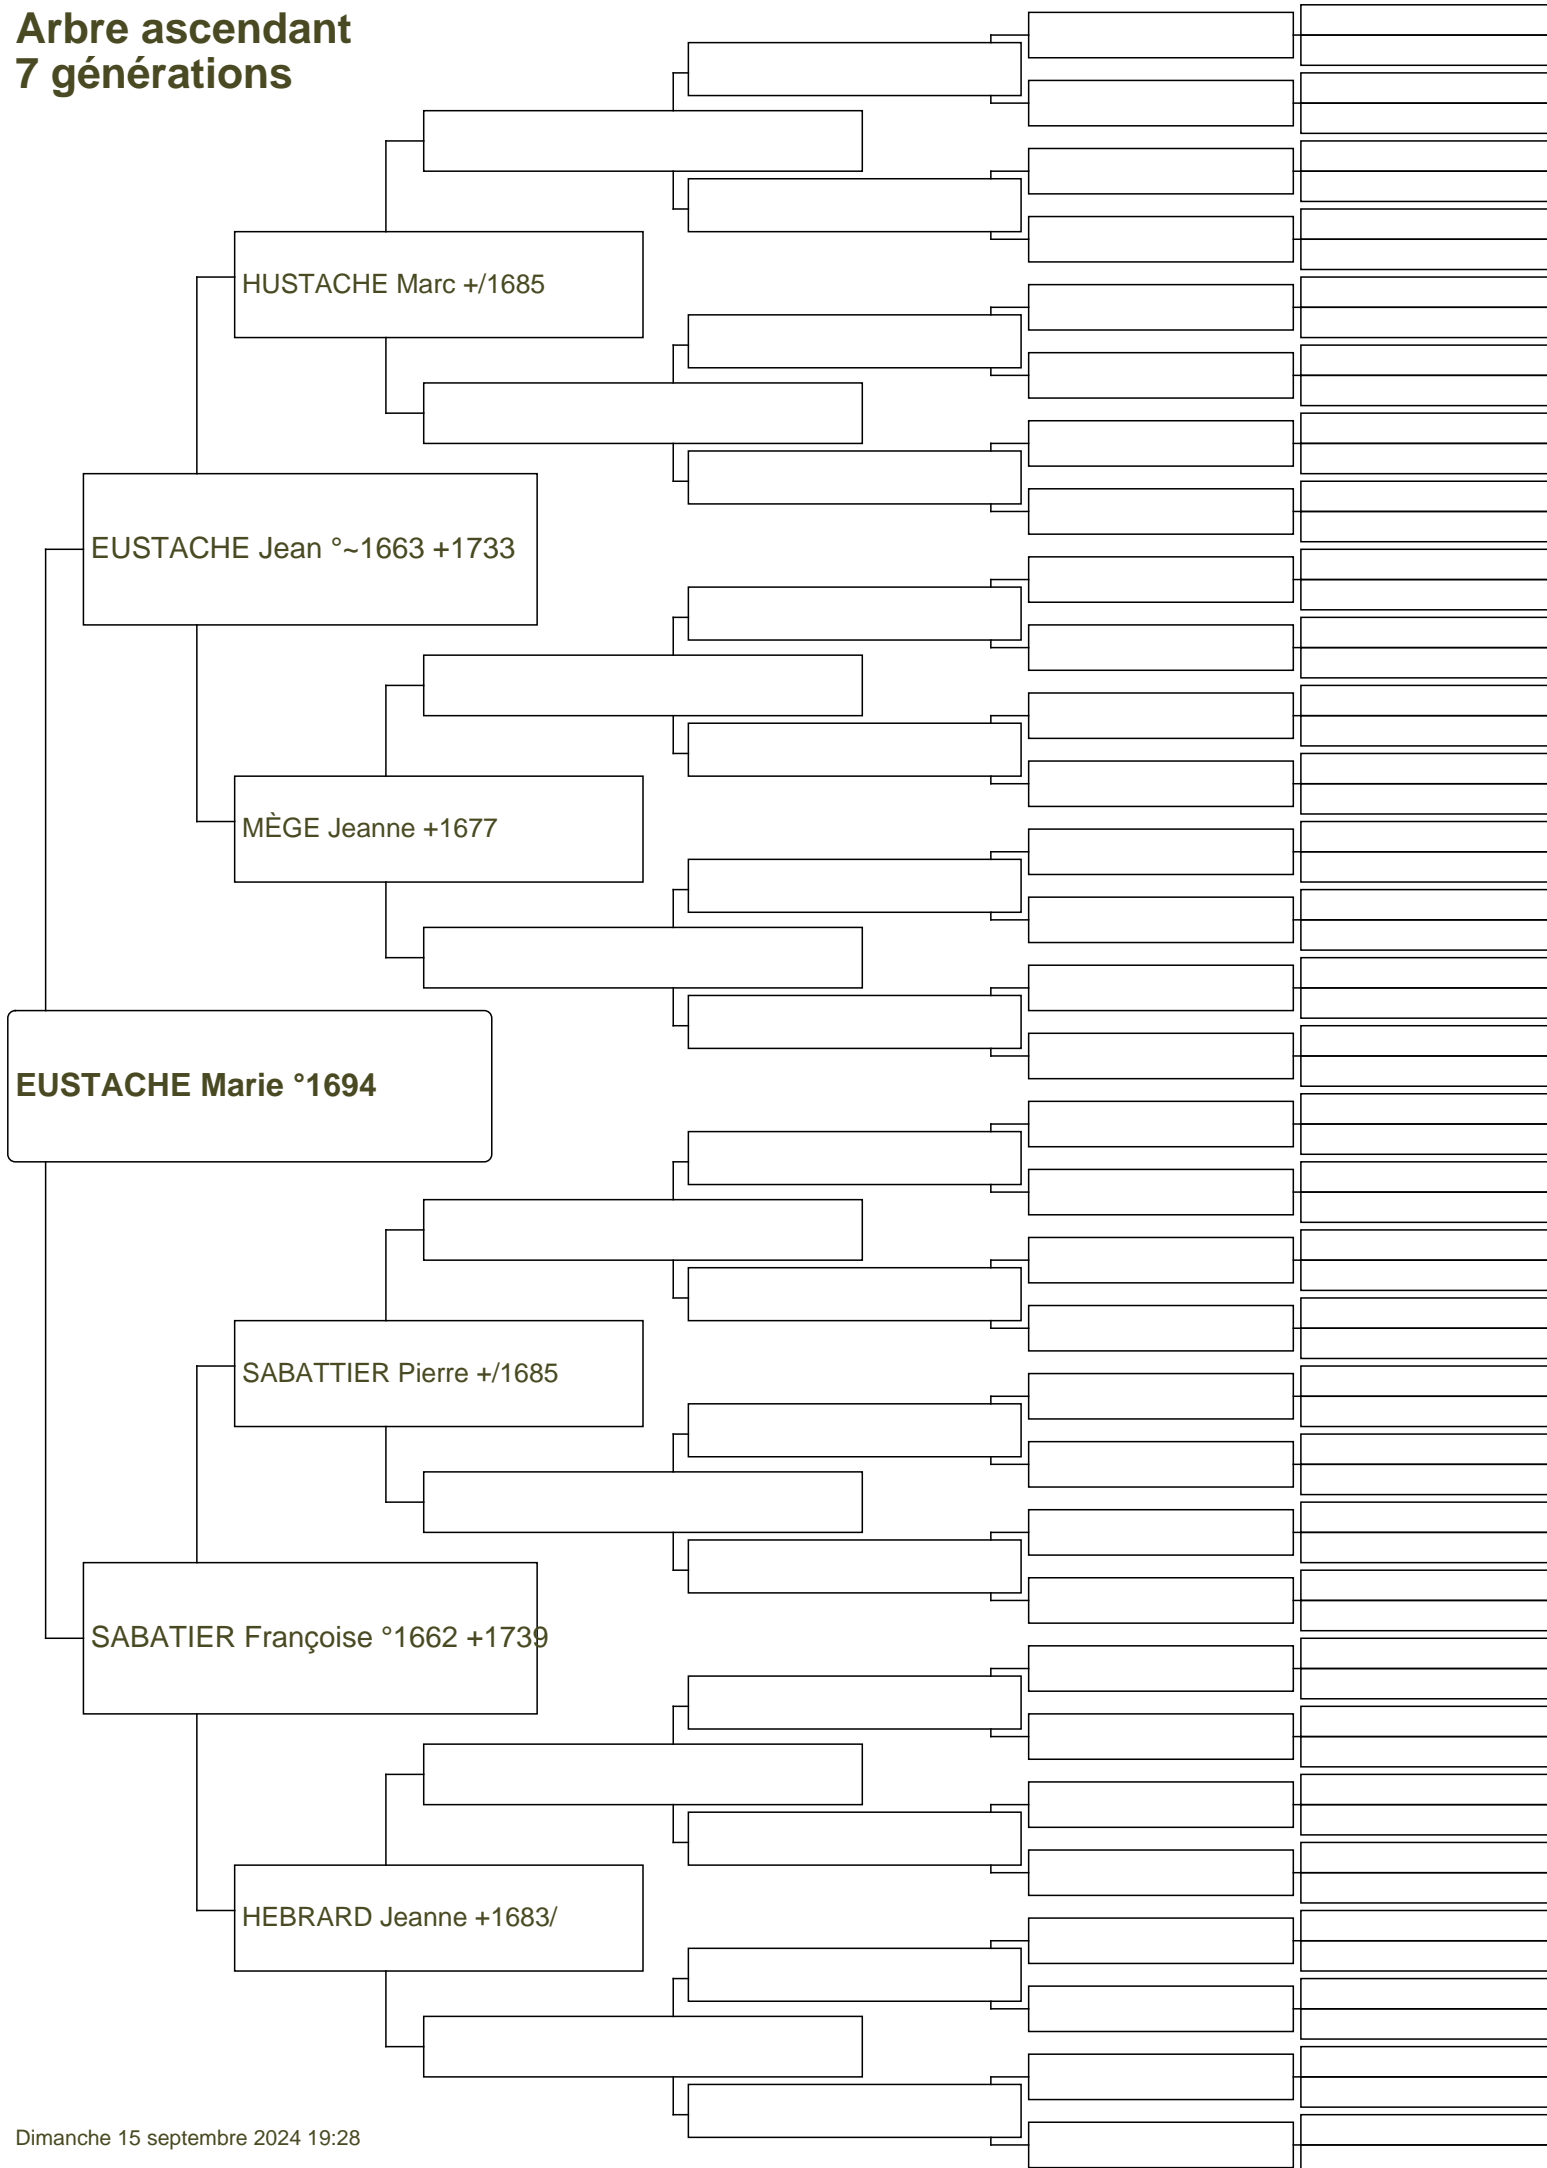 Arbre ascendant
7 générations
HUSTACHE Marc +/1685
EUSTACHE Jean °~1663 +1733
MÈGE Jeanne +1677
EUSTACHE Marie °1694
SABATTIER Pierre +/1685
SABATIER Françoise °1662 +1739
HEBRARD Jeanne +1683/
Dimanche 15 septembre 2024 19:28